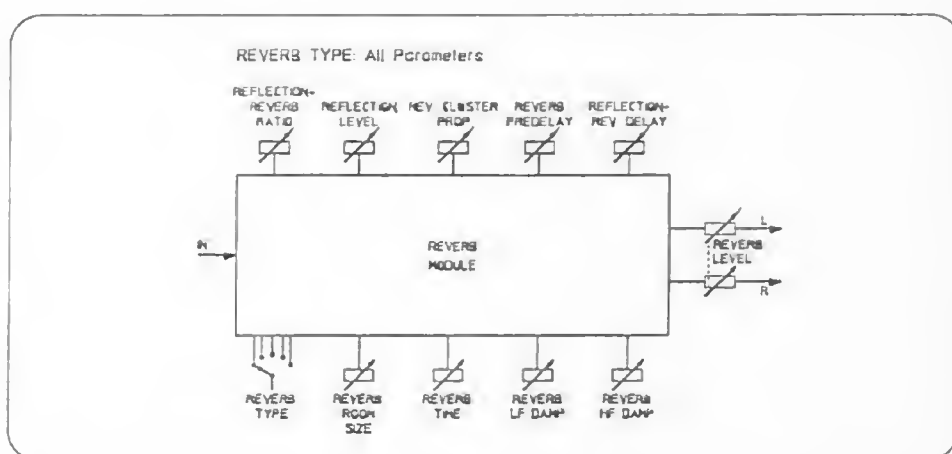 REVERB TYPE: All Parameters
REFLECTION-
REVERB
RATIO
REFLECTION
LEVEL
REV CLUSTER
PROP
REVERB
PREDELAY
REFLECTION-
REV DELAY
IN
REVERB
MODULE
L
REVERB
LEVEL
R
REVERB
TYPE
REVERB
ROOM
SIZE
REVERB
TIME
REVERB
LF DAMP
REVERB
HF DAMP